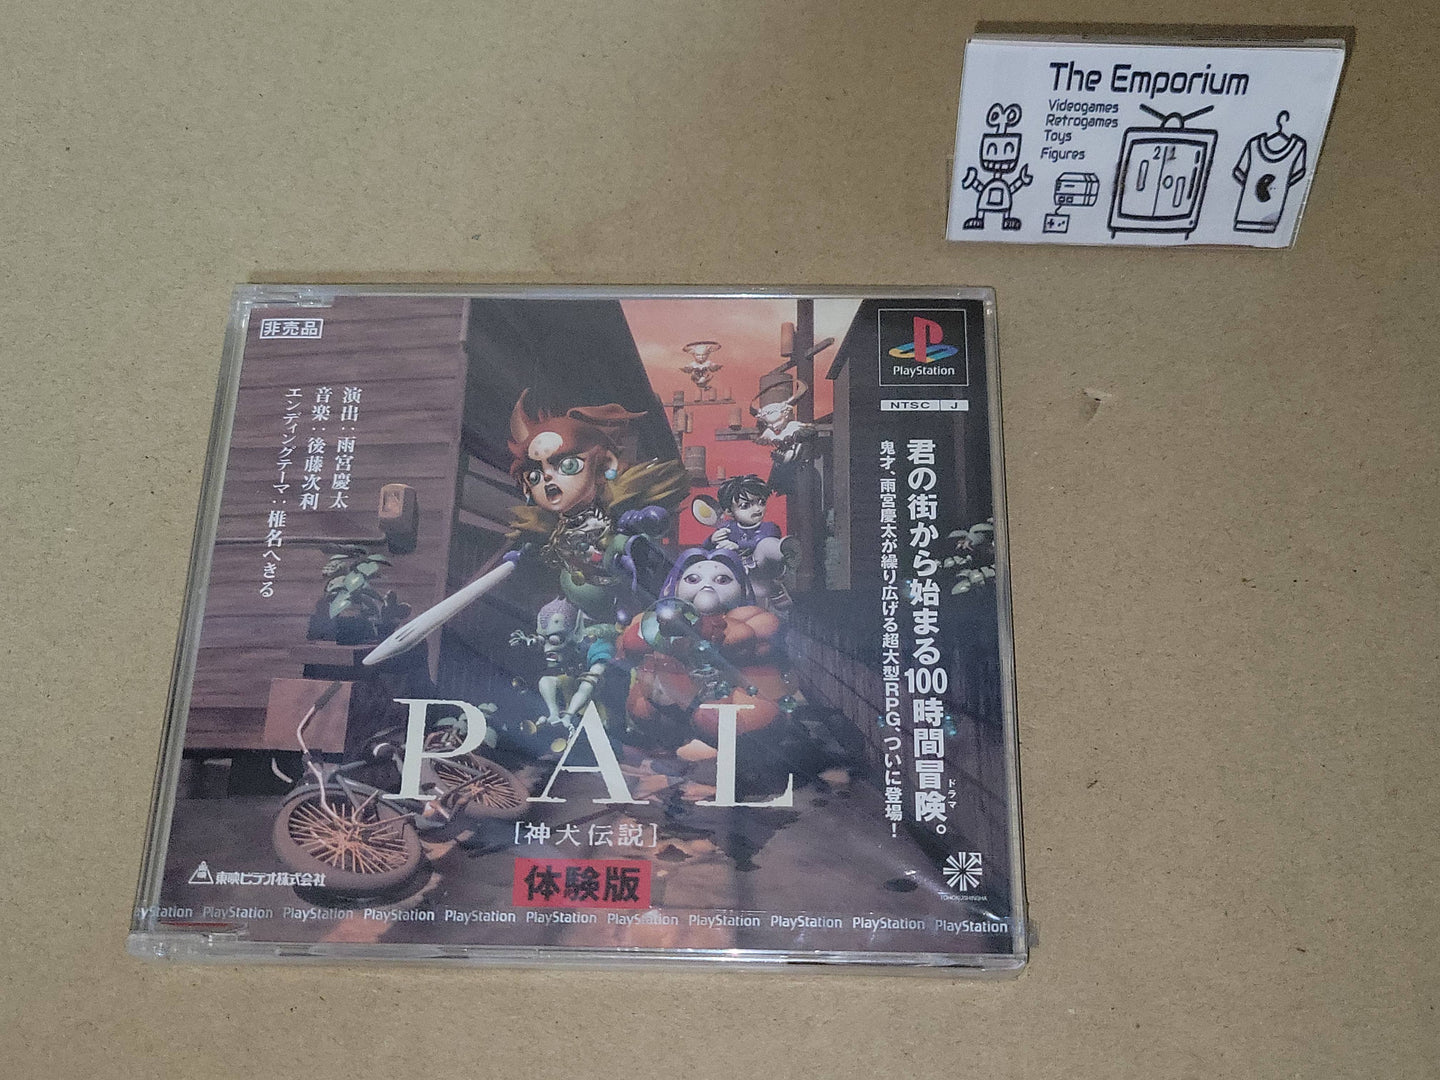 The Emporium
Videogames
Retrogames
Toys
Figures
21
非売品
演出：雨宮慶太
音楽：後藤次利
エンディングテーマ：椎名へきる
PlayStation
NTSC J
君の街から始まる100時間冒険。
ドラマ
鬼才、雨宮慶太が繰り広げる超大型RPG、ついに登場！
PAL
[神犬伝説]
体験版
東映ビデオ株式会社
TOHOKUSHINSHA
ayStation PlayStation PlayStation PlayStation PlayStation PlayStation PlayStation PlayStation PlayStation PlayStation PlayStation